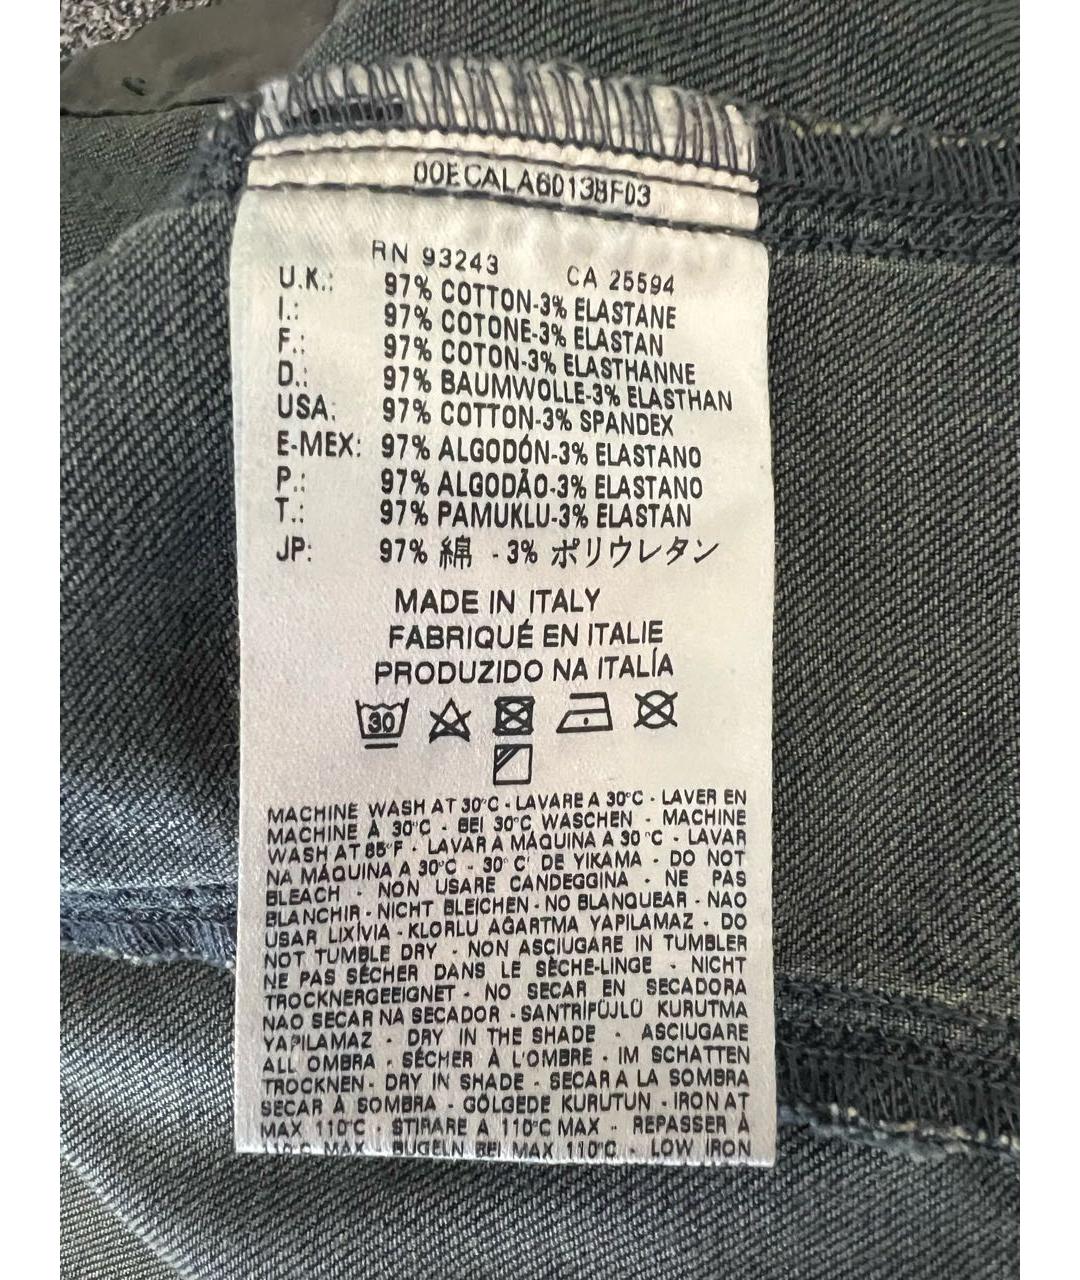 00ECALA6013BF03
RN 93243 CA 25594
U.K.: 97% COTTON-3% ELASTANE
I.: 97% COTONE-3% ELASTAN
F.: 97% COTON-3% ELASTHANNE
D.: 97% BAUMWOLLE-3% ELASTHAN
USA: 97% COTTON-3% SPANDEX
E-MEX: 97% ALGODÓN-3% ELASTANO
P.: 97% ALGODÃO-3% ELASTANO
T.: 97% PAMUKLU-3% ELASTAN
JP: 97% 綿 - 3% ポリウレタン
MADE IN ITALY
FABRIQUÉ EN ITALIE
PRODUZIDO NA ITALÍA
30
MACHINE WASH AT 30°C - LAVARE A 30°C - LAVER EN
MACHINE À 30°C - BEI 30°C WASCHEN - MACHINE
WASH AT 85°F - LAVAR A MÁQUINA A 30°C - LAVAR
NA MÁQUINA A 30°C - 30°C' DE YIKAMA - DO NOT
BLEACH - NON USARE CANDEGGINA - NE PAS
BLANCHIR - NICHT BLEICHEN - NO BLANQUEAR - NAO
USAR LIXÍVIA - KLORLU AĞARTMA YAPILAMAZ - DO
NOT TUMBLE DRY - NON ASCIUGARE IN TUMBLER
NE PAS SÉCHER DANS LE SÈCHE-LINGE - NICHT
TROCKNERGEEIGNET - NO SECAR EN SECADORA
NAO SECAR NA SECADOR - SANTRİFÜJLÜ KURUTMA
YAPILAMAZ - DRY IN THE SHADE - ASCIUGARE
ALL OMBRA - SÉCHER À L'OMBRE - IM SCHATTEN
TROCKNEN - DRY IN SHADE - SECAR A LA SOMBRA
SECAR À SOMBRA - GÖLGEDE KURUTUN - IRON AT
MAX 110°C - STIRARE A 110°C MAX - REPASSER À
110°C MAX - BÜGELN BEI MAX 110°C - LOW IRON